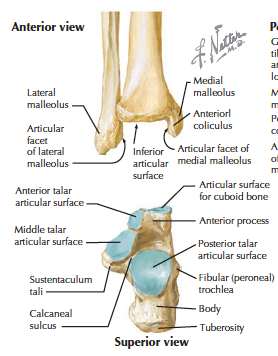 Anterior view
f. Netter
M.D.
Lateral
malleolus
Medial
malleolus
Anteriorl
coliculus
Articular
facet
of lateral
malleolus
Inferior
articular
surface
Articular facet of
medial malleolus
Anterior talar
articular surface
Articular surface
for cuboid bone
Middle talar
articular surface
Anterior process
Posterior talar
articular surface
Sustentaculum
tali
Fibular (peroneal)
trochlea
Calcaneal
sulcus
Body
Tuberosity
Superior view